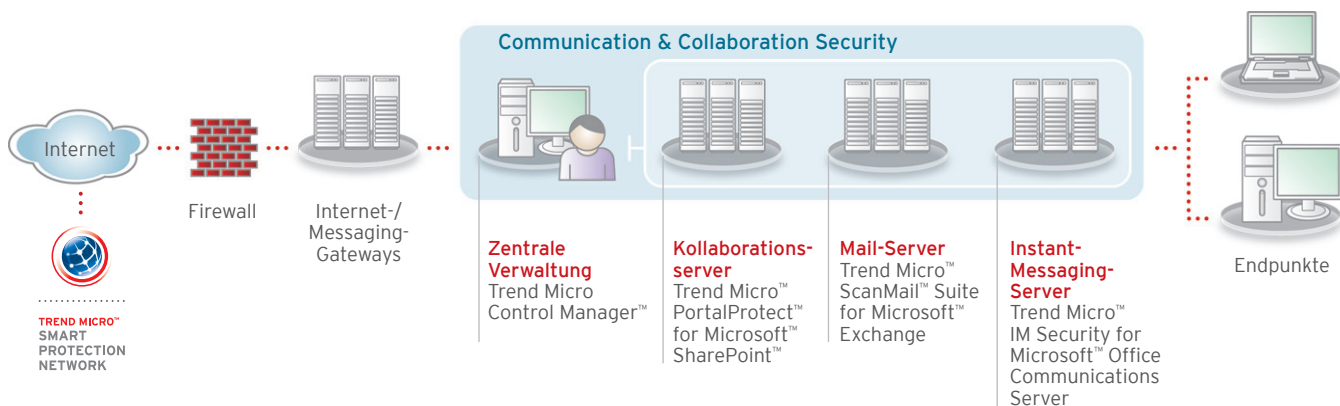 Communication & Collaboration Security
Internet
Firewall
Internet-/
Messaging-
Gateways
TREND MICRO™
SMART
PROTECTION
NETWORK
Zentrale
Verwaltung
Trend Micro
Control Manager™
Kollaborations-
server
Trend Micro™
PortalProtect™
for Microsoft™
SharePoint™
Mail-Server
Trend Micro™
ScanMail™ Suite
for Microsoft™
Exchange
Instant-
Messaging-
Server
Trend Micro™
IM Security for
Microsoft™ Office
Communications
Server
Endpunkte